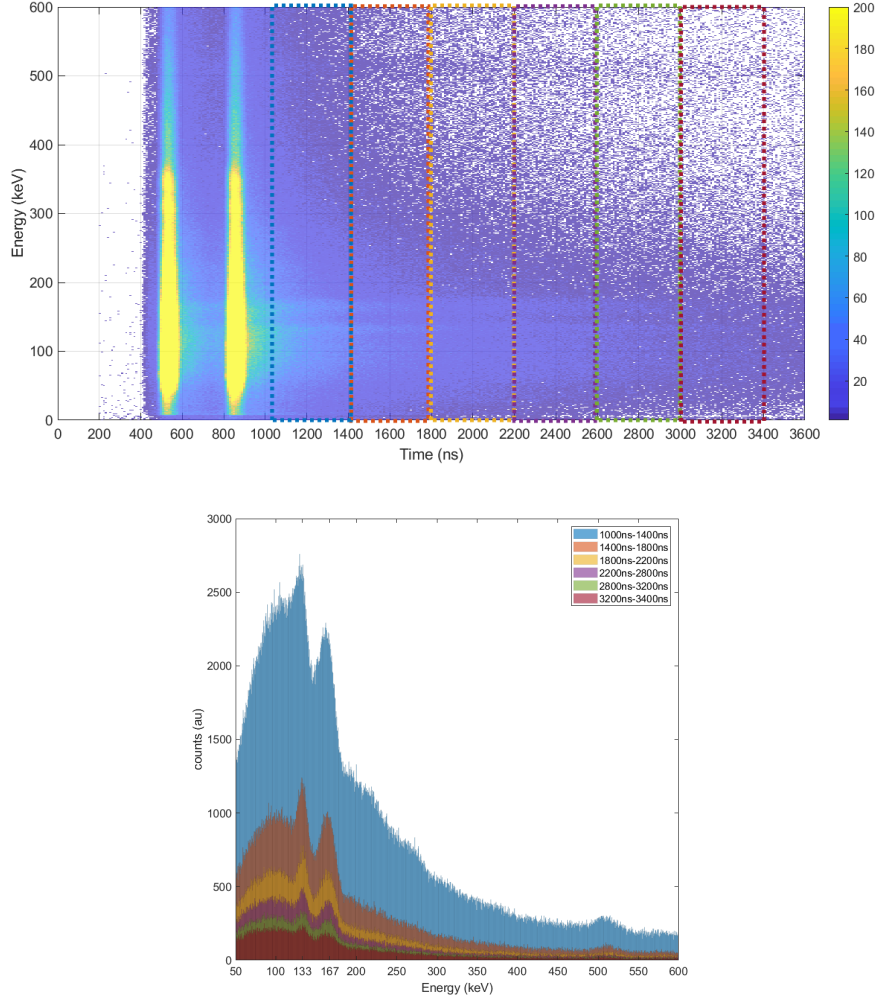 600
500
400
300
200
100
0
Energy (keV)
0 200 400 600 800 1000 1200 1400 1600 1800 2000 2200 2400 2600 2800 3000 3200 3400 3600
Time (ns)
200
180
160
140
120
100
80
60
40
20
3000
2500
2000
1500
1000
500
0
counts (au)
1000ns-1400ns
1400ns-1800ns
1800ns-2200ns
2200ns-2800ns
2800ns-3200ns
3200ns-3400ns
50 100 133 167 200 250 300 350 400 450 500 550 600
Energy (keV)